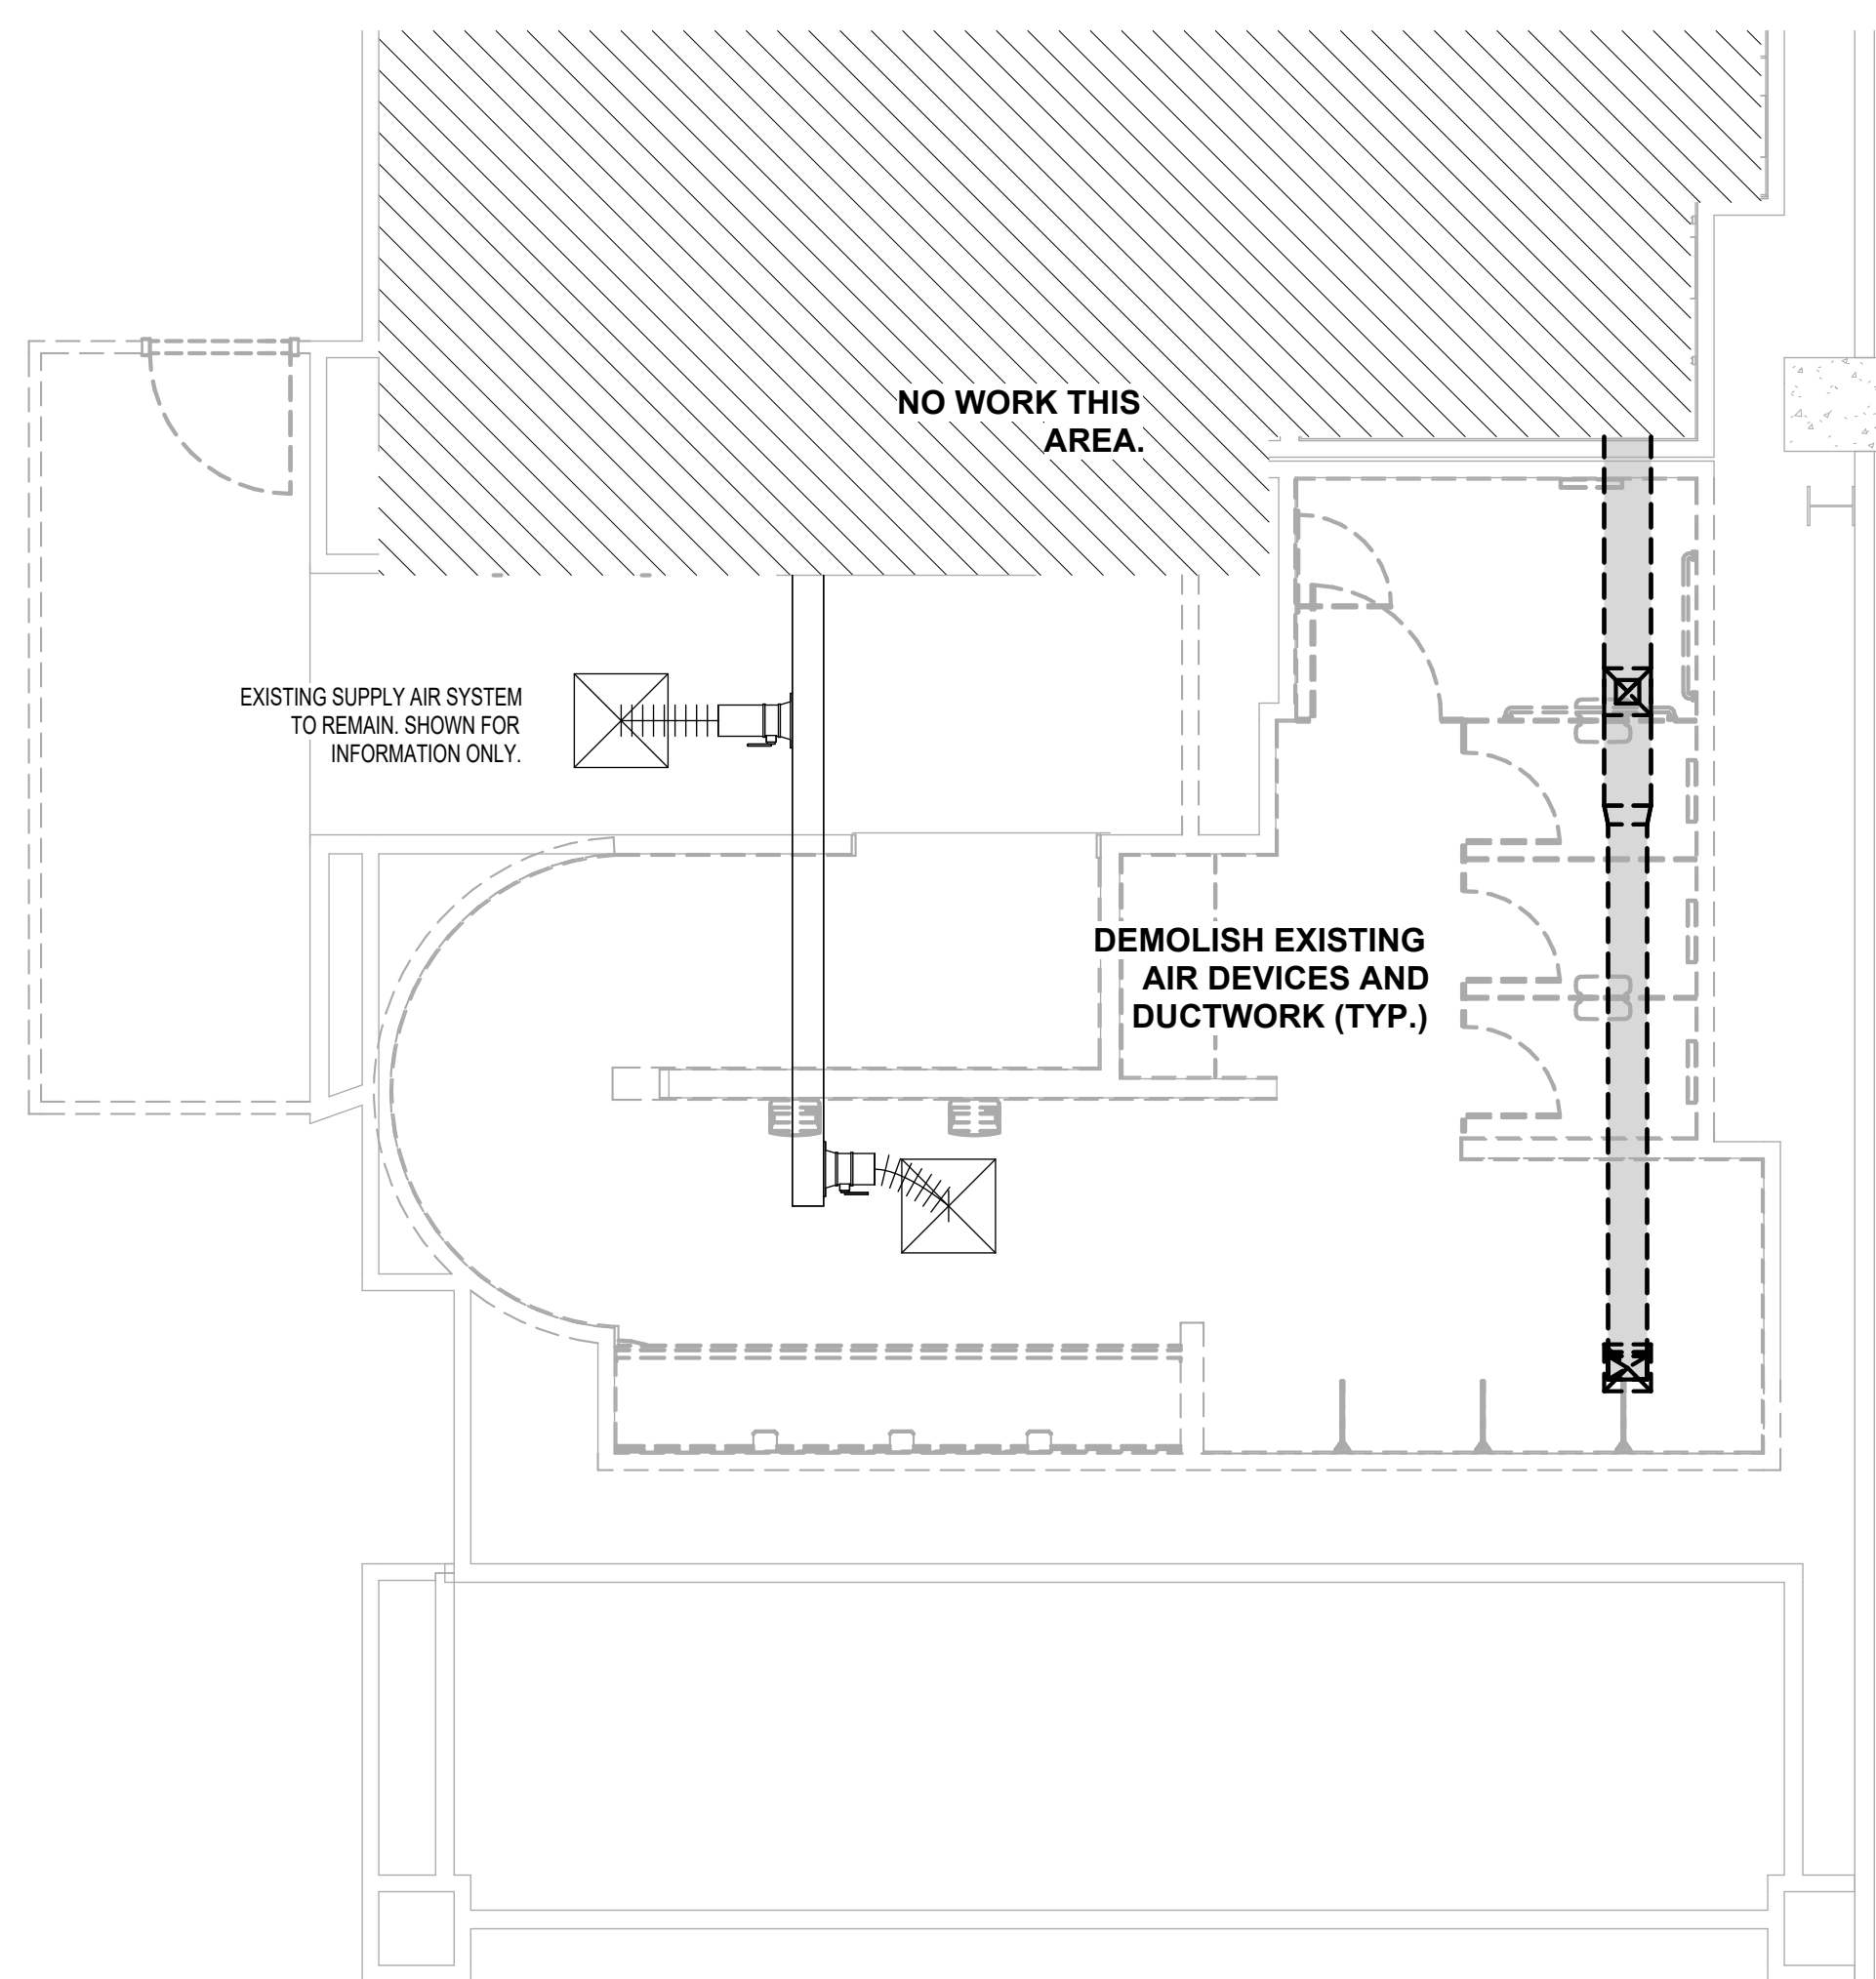 NO WORK THIS
AREA.
EXISTING SUPPLY AIR SYSTEM
TO REMAIN. SHOWN FOR
INFORMATION ONLY.
DEMOLISH EXISTING
AIR DEVICES AND
DUCTWORK (TYP.)